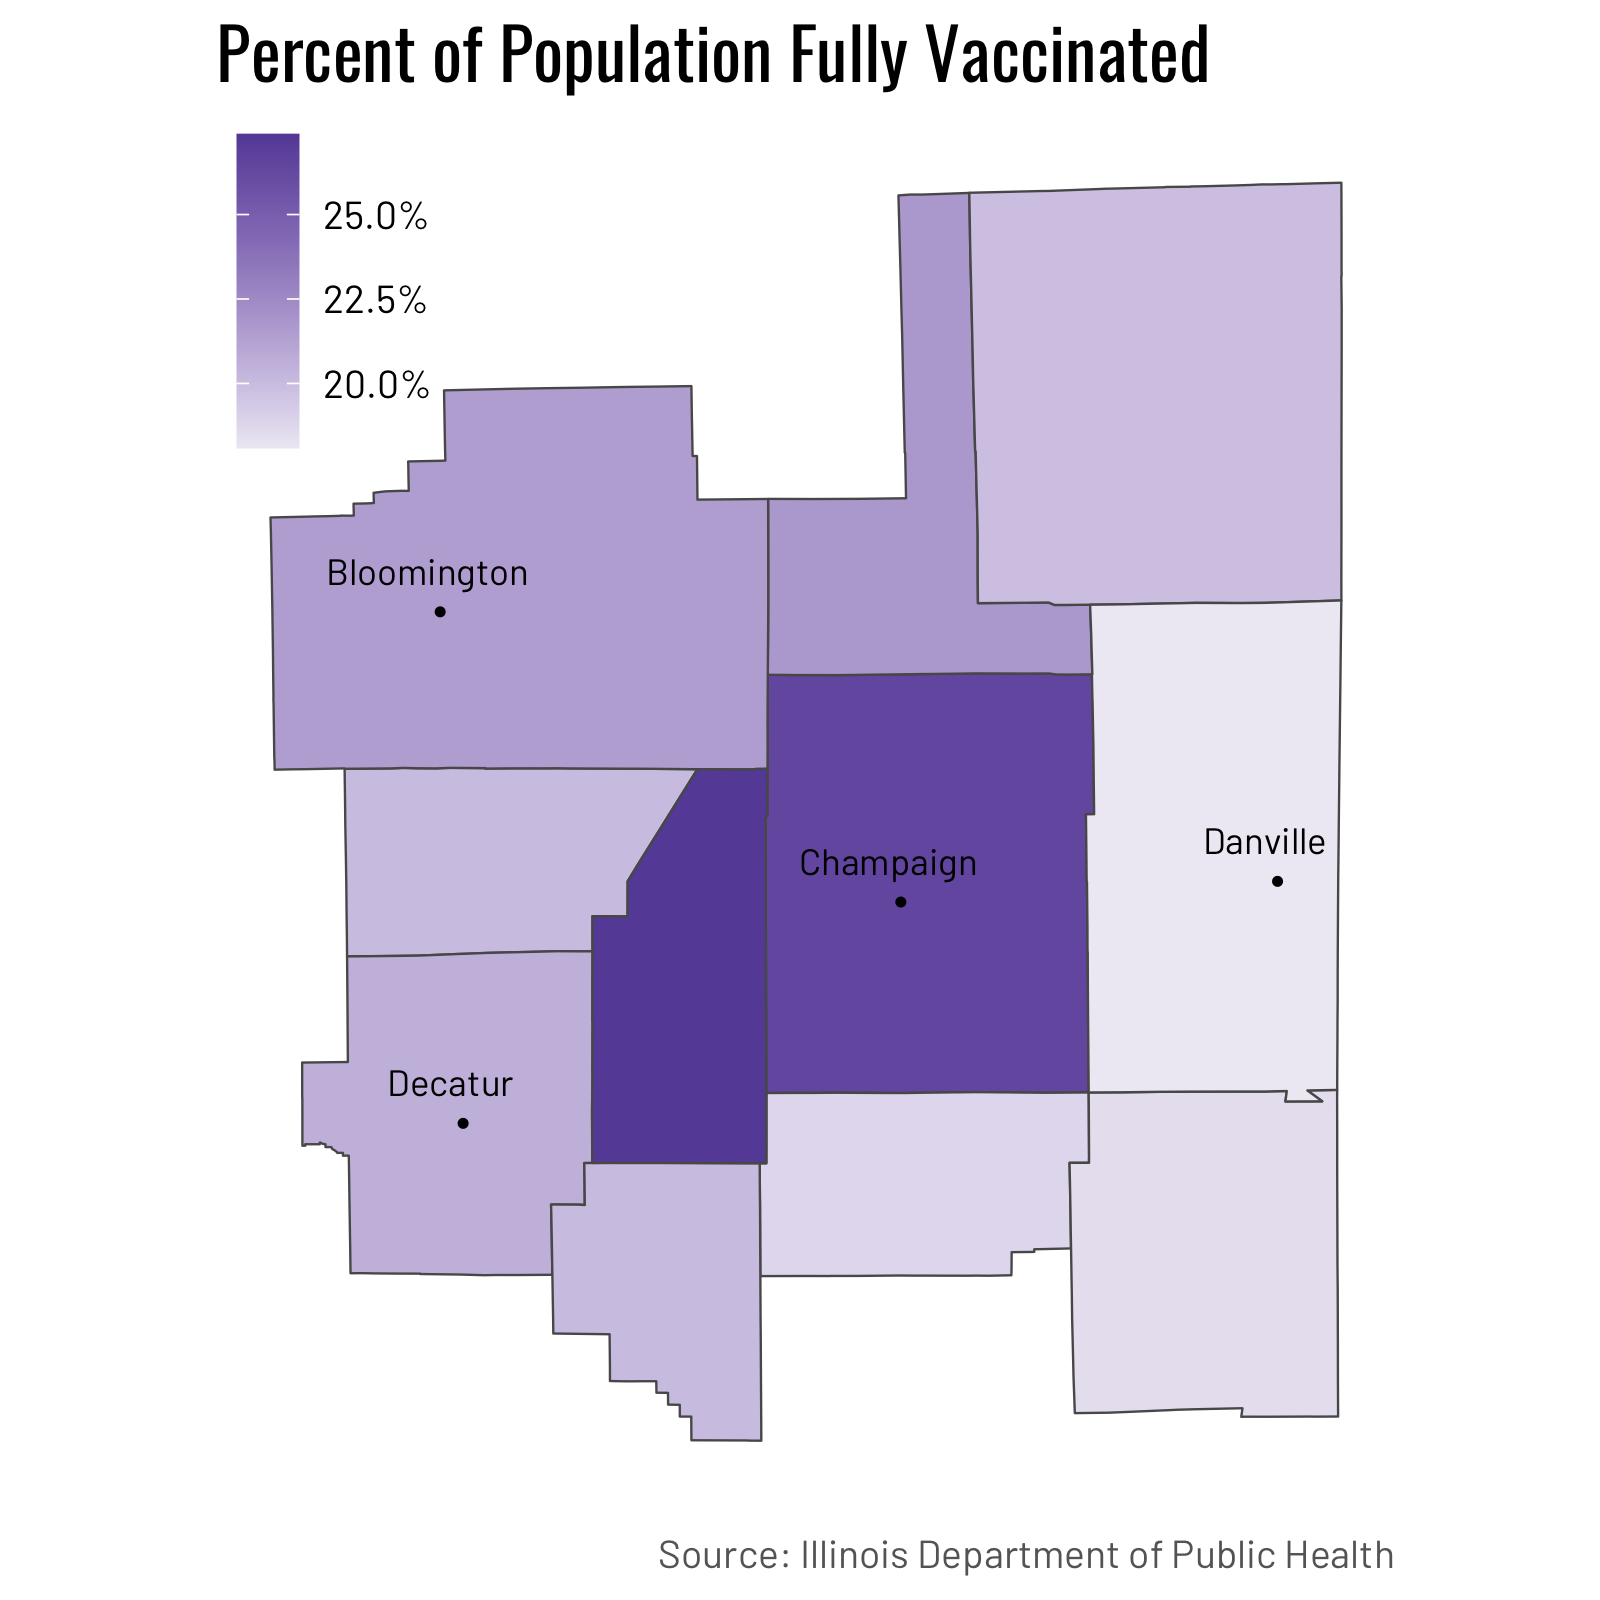 Percent of Population Fully Vaccinated
25.0%
22.5%
20.0%
Bloomington
Danville
Champaign
Decatur
Source: Illinois Department of Public Health